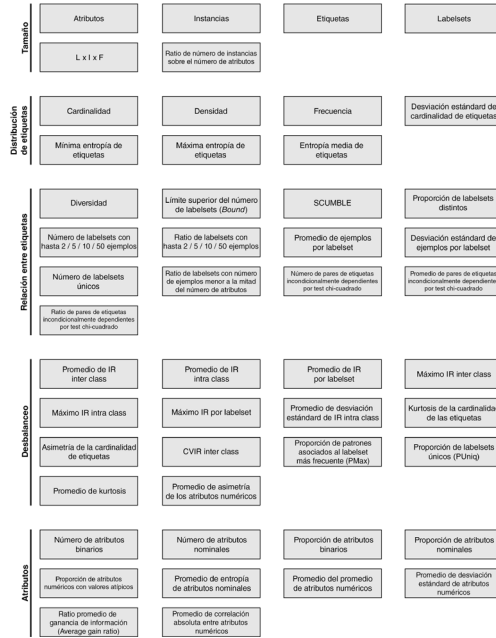 Tamaño
Atributos
Instancias
Etiquetas
Labelsets
L x I x F
Ratio de número de instancias
sobre el número de atributos
Distribución
de etiquetas
Cardinalidad
Densidad
Frecuencia
Desviación estándar de
cardinalidad de etiquetas
Mínima entropía de
etiquetas
Máxima entropía de
etiquetas
Entropía media de
etiquetas
Relación entre etiquetas
Diversidad
Límite superior del número
de labelsets (Bound)
SCUMBLE
Proporción de labelsets
distintos
Número de labelsets con
hasta 2 / 5 / 10 / 50 ejemplos
Ratio de labelsets con
hasta 2 / 5 / 10 / 50 ejemplos
Promedio de ejemplos
por labelset
Desviación estándar de
ejemplos por labelset
Número de labelsets
únicos
Ratio de labelsets con número
de ejemplos menor a la mitad
del número de atributos
Número de pares de etiquetas
incondicionalmente dependientes
por test chi-cuadrado
Promedio de pares de etiquetas
incondicionalmente dependientes
por test chi-cuadrado
Ratio de pares de etiquetas
incondicionalmente dependientes
por test chi-cuadrado
Desbalanceo
Promedio de IR
inter class
Promedio de IR
intra class
Promedio de IR
por labelset
Máximo IR inter class
Máximo IR intra class
Máximo IR por labelset
Promedio de desviación
estándar de IR intra class
Kurtosis de la cardinalidad
de las etiquetas
Asimetría de la cardinalidad
de etiquetas
CVIR inter class
Proporción de patrones
asociados al labelset
más frecuente (PMax)
Proporción de labelsets
únicos (PUniq)
Promedio de kurtosis
Promedio de asimetría
de los atributos numéricos
Atributos
Número de atributos
binarios
Número de atributos
nominales
Proporción de atributos
binarios
Proporción de atributos
nominales
Proporción de atributos
numéricos con valores atípicos
Promedio de entropía
de atributos nominales
Promedio del promedio
de atributos numéricos
Promedio de desviación
estándar de atributos
numéricos
Ratio promedio de
ganancia de información
(Average gain ratio)
Promedio de correlación
absoluta entre atributos
numéricos